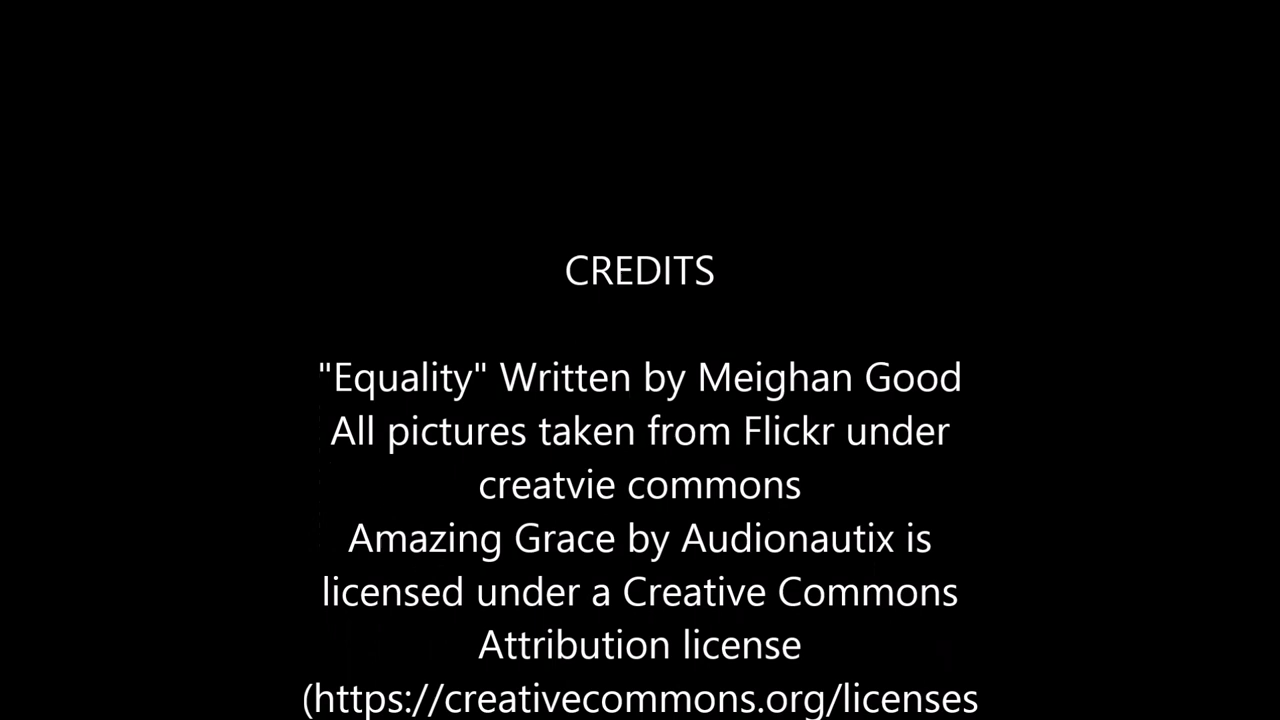 CREDITS
"Equality" Written by Meighan Good
All pictures taken from Flickr under
creatvie commons
Amazing Grace by Audionautix is
licensed under a Creative Commons
Attribution license
(https://creativecommons.org/licenses